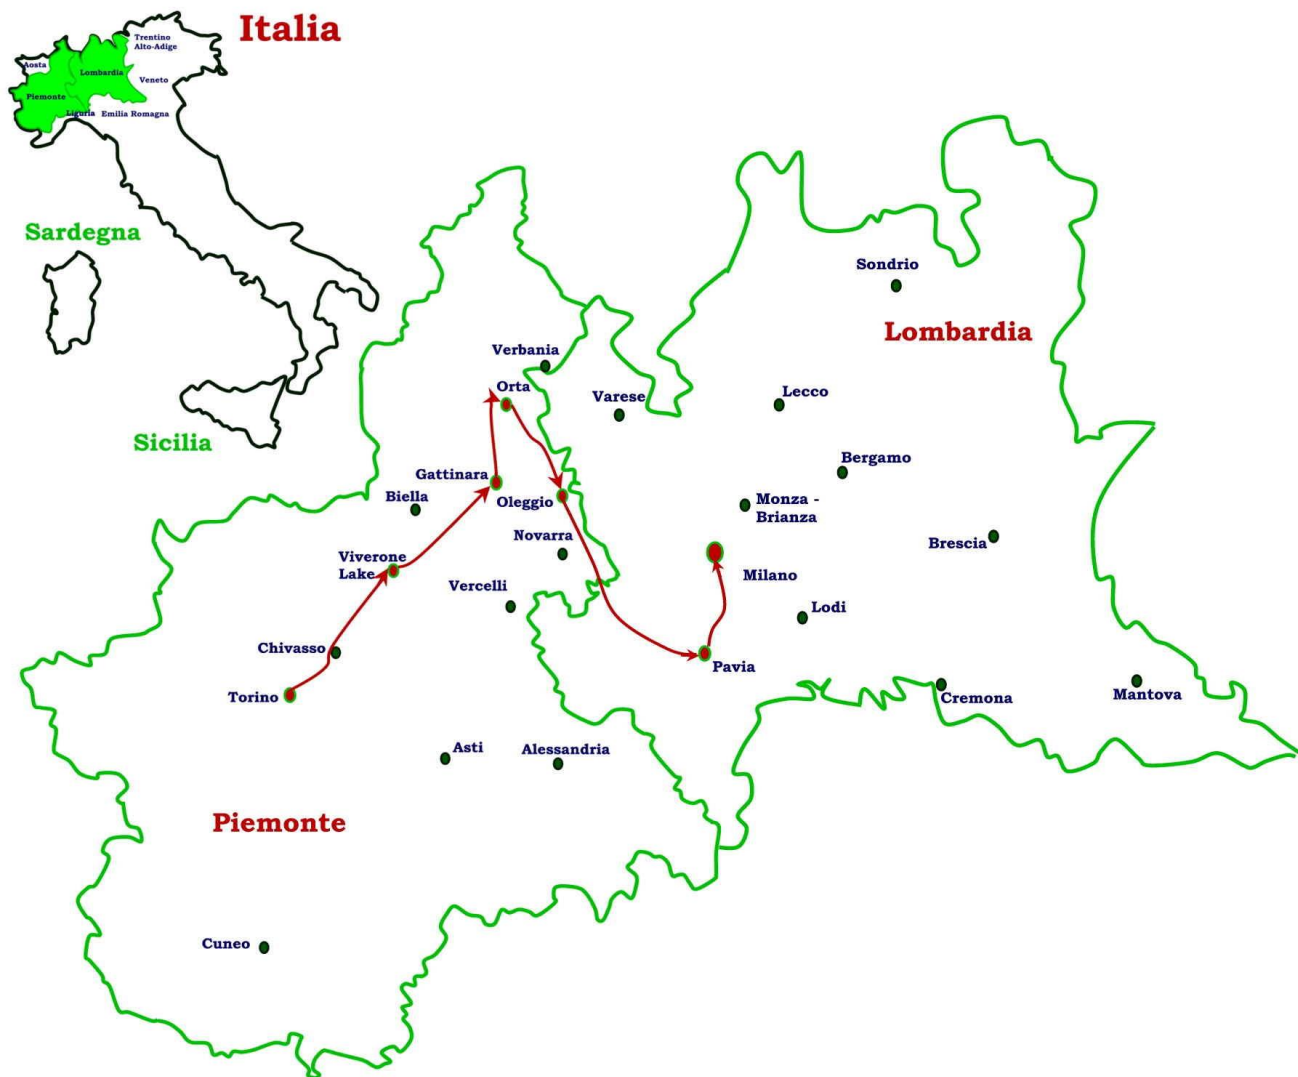 Italia
Trentino
Alto-Adige
Aosta
Lombardia
Veneto
Piemonte
Liguria
Emilia Romagna
Sardegna
Sicilia
Sondrio
Lombardia
Verbania
Orta
Varese
Lecco
Bergamo
Gattinara
Biella
Oleggio
Monza -
Brianza
Novarra
Brescia
Viverone
Lake
Milano
Vercelli
Lodi
Chivasso
Pavia
Torino
Cremona
Mantova
Asti
Alessandria
Piemonte
Cuneo